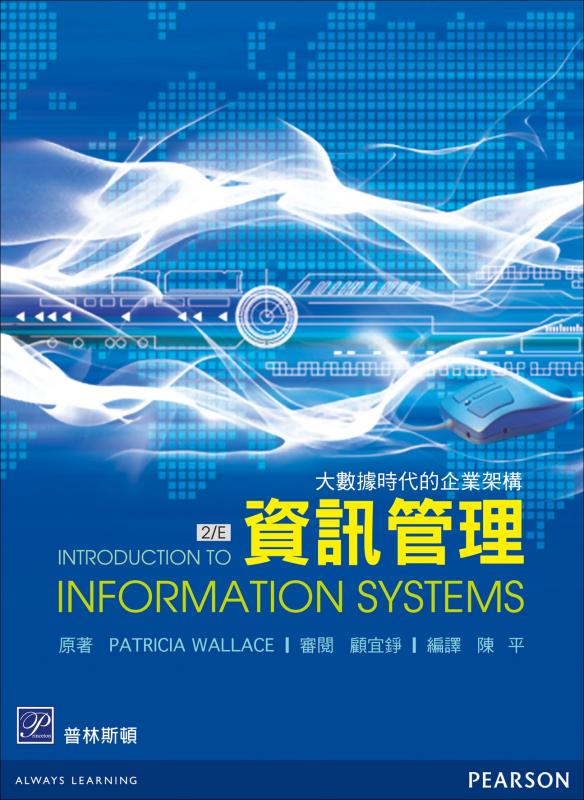 大數據時代的企業架構
2/E
資訊管理
INTRODUCTION TO
INFORMATION SYSTEMS
原著 PATRICIA WALLACE | 審閱 顧宜錚 | 編譯 陳 平
P
Princeton
普林斯頓
ALWAYS LEARNING
PEARSON